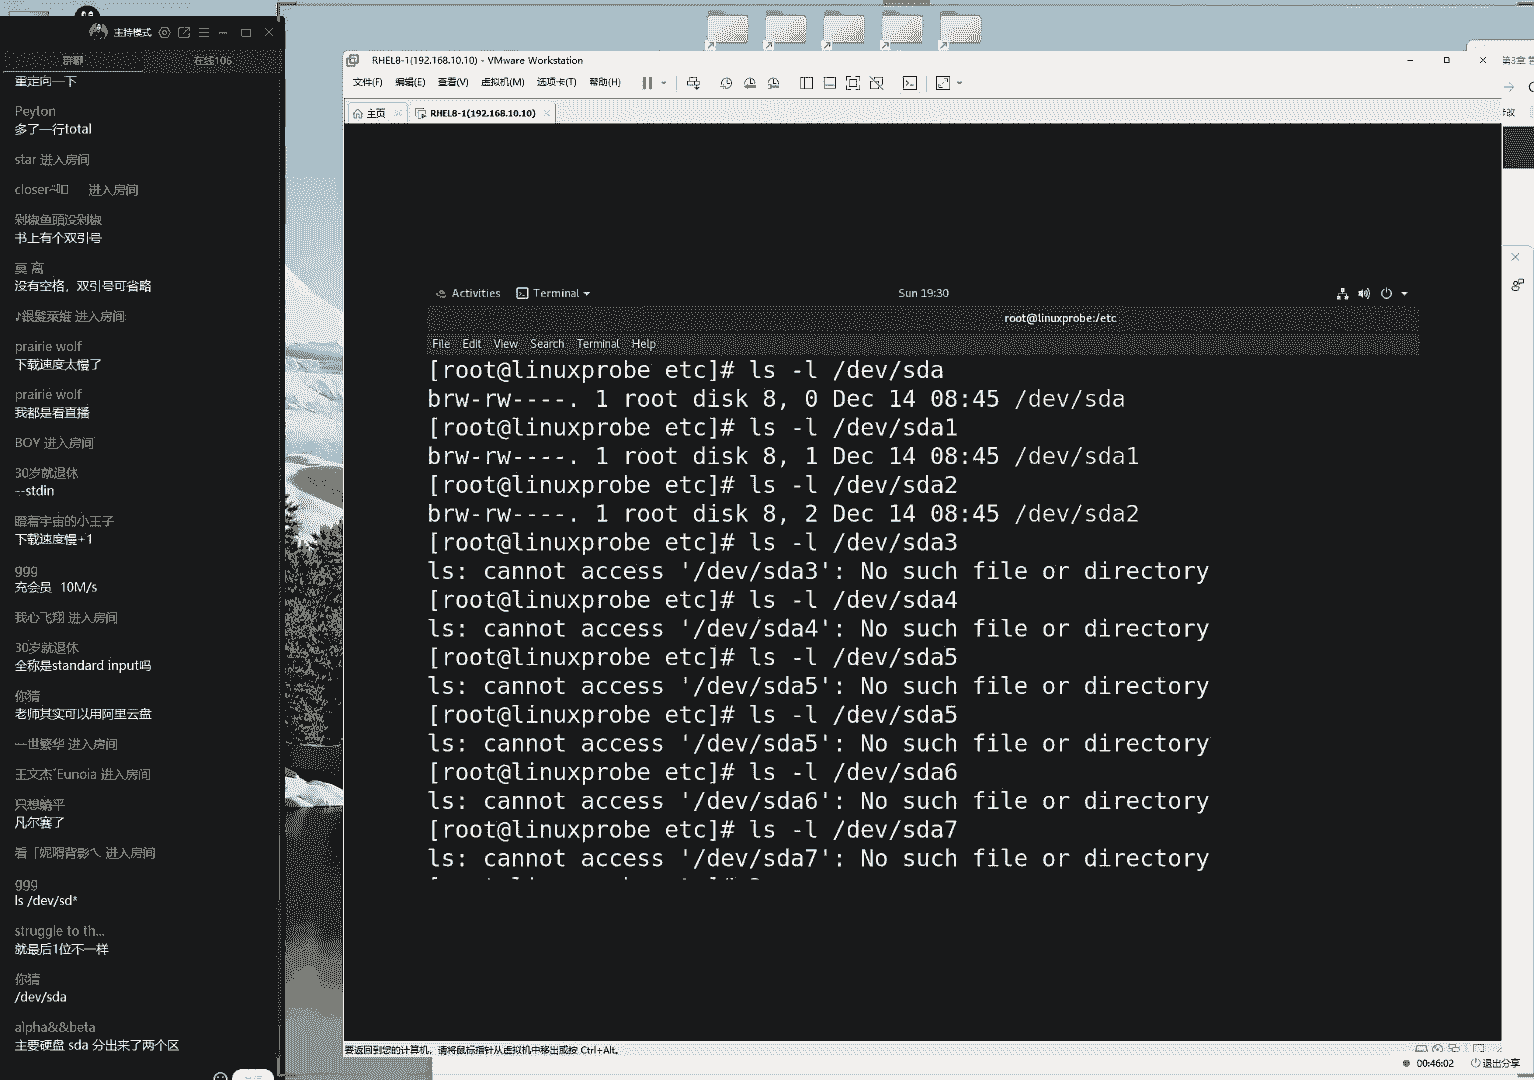 主持模式
群聊
在线106
重定向一下
Peyton
多了一行total
star 进入房间
进入房间
剁椒鱼頭没剁椒
书上有个双引号
莫 离
没有空格，双引号可省略
进入房间
prairie wolf
下载速度太慢了
prairie wolf
我都是看直播
BOY 进入房间
30岁就退休
--stdin
瞪着宇宙的小王子
下载速度慢+1
ggg
充会员 10M/s
我心飞翔 进入房间
30岁就退休
全称是standard input吗
你猜
老师其实可以用阿里云盘
一世繁华 进入房间
王文杰~Eunoia 进入房间
只想躺平
凡尔赛了
进入房间
ggg
ls /dev/sd*
struggle to th...
就最后1位不一样
你猜
/dev/sda
alpha&&beta
主要硬盘 sda 分出来了两个区
RHEL8-1(192.168.10.10) - VMware Workstation
文件(F) 编辑(E) 查看(V) 虚拟机(M) 选项卡(T) 帮助(H)
主页
RHEL8-1(192.168.10.10)
Activities Terminal Sun 19:30
root@linuxprobe:/etc
File Edit View Search Terminal Help
[root@linuxprobe etc]# ls -l /dev/sda
brw-rw----. 1 root disk 8, 0 Dec 14 08:45 /dev/sda
[root@linuxprobe etc]# ls -l /dev/sda1
brw-rw----. 1 root disk 8, 1 Dec 14 08:45 /dev/sda1
[root@linuxprobe etc]# ls -l /dev/sda2
brw-rw----. 1 root disk 8, 2 Dec 14 08:45 /dev/sda2
[root@linuxprobe etc]# ls -l /dev/sda3
ls: cannot access '/dev/sda3': No such file or directory
[root@linuxprobe etc]# ls -l /dev/sda4
ls: cannot access '/dev/sda4': No such file or directory
[root@linuxprobe etc]# ls -l /dev/sda5
ls: cannot access '/dev/sda5': No such file or directory
[root@linuxprobe etc]# ls -l /dev/sda5
ls: cannot access '/dev/sda5': No such file or directory
[root@linuxprobe etc]# ls -l /dev/sda6
ls: cannot access '/dev/sda6': No such file or directory
[root@linuxprobe etc]# ls -l /dev/sda7
ls: cannot access '/dev/sda7': No such file or directory
要返回到您的计算机，请将鼠标指针从虚拟机中移出或按 Ctrl+Alt。
第3章 管
00:46:02 退出分享